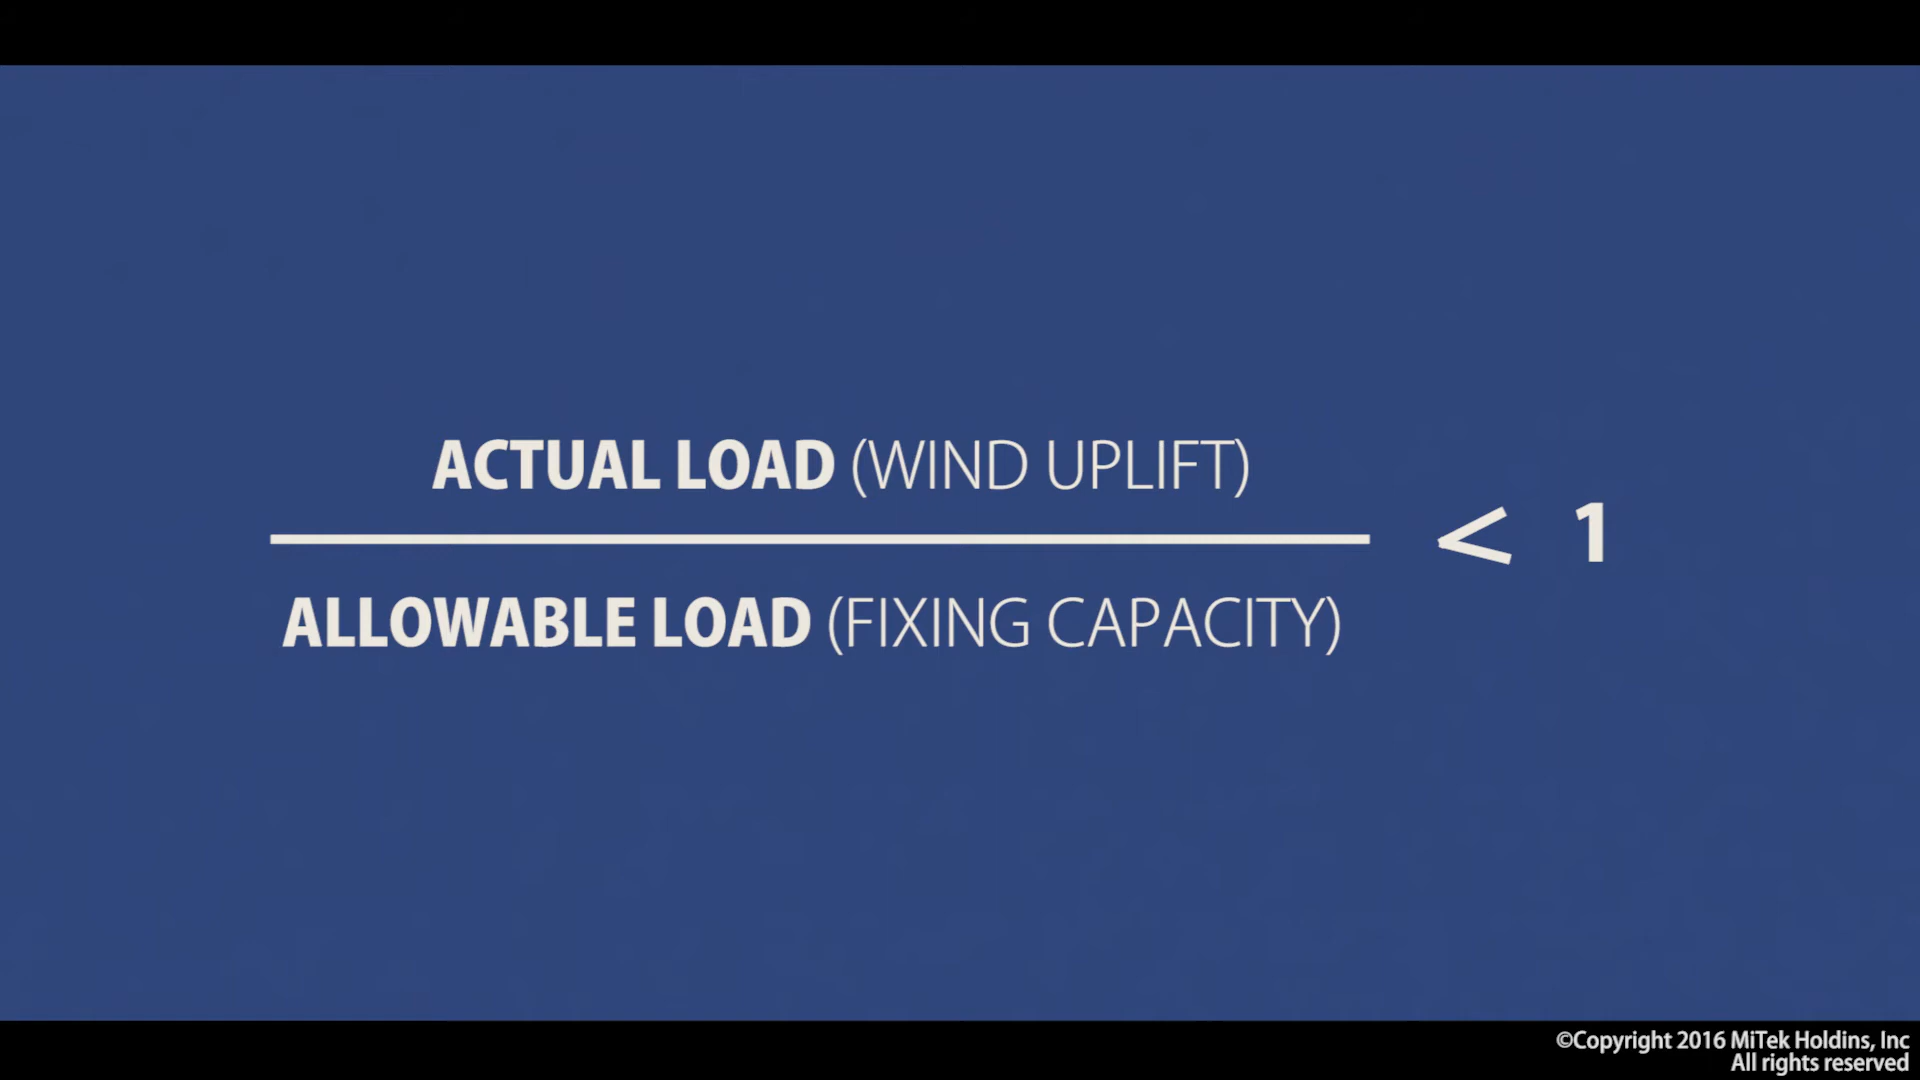 ACTUAL LOAD (WIND UPLIFT)
< 1
ALLOWABLE LOAD (FIXING CAPACITY)
©Copyright 2016 MiTek Holdins, Inc
All rights reserved